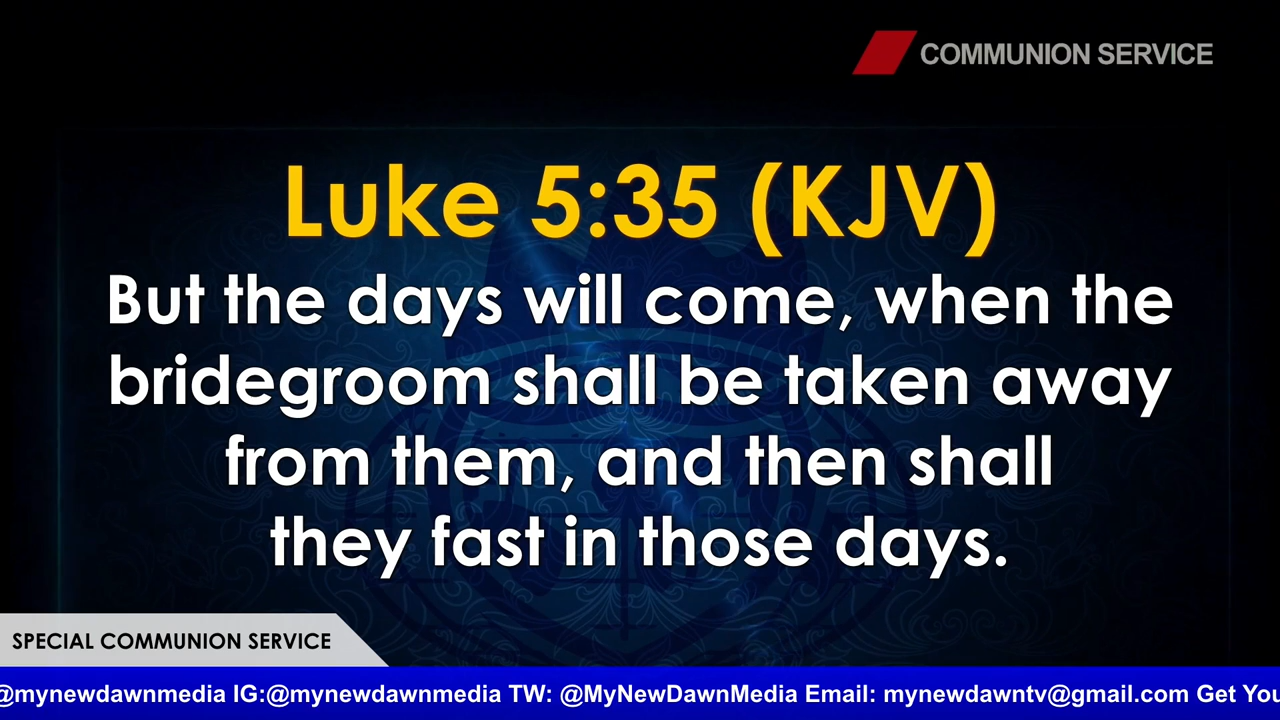 COMMUNION SERVICE
Luke 5:35 (KJV)
But the days will come, when the
bridegroom shall be taken away
from them, and then shall
they fast in those days.
SPECIAL COMMUNION SERVICE
@mynewdawnmedia IG:@mynewdawnmedia TW: @MyNewDawnMedia Email: mynewdawntv@gmail.com Get